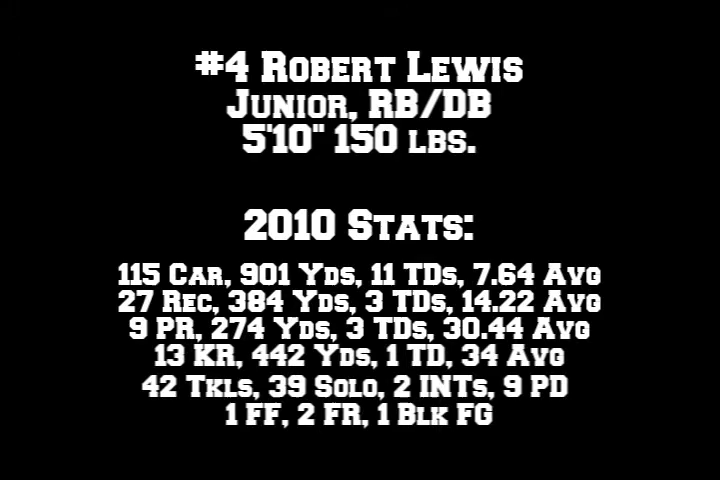 #4 Robert Lewis
Junior, RB/DB
5'10" 150 lbs.
2010 Stats:
115 Car, 901 Yds, 11 TDs, 7.64 Avg
27 Rec, 384 Yds, 3 TDs, 14.22 Avg
9 PR, 274 Yds, 3 TDs, 30.44 Avg
13 KR, 442 Yds, 1 TD, 34 Avg
42 Tkls, 39 Solo, 2 INTs, 9 PD
1 FF, 2 FR, 1 Blk FG